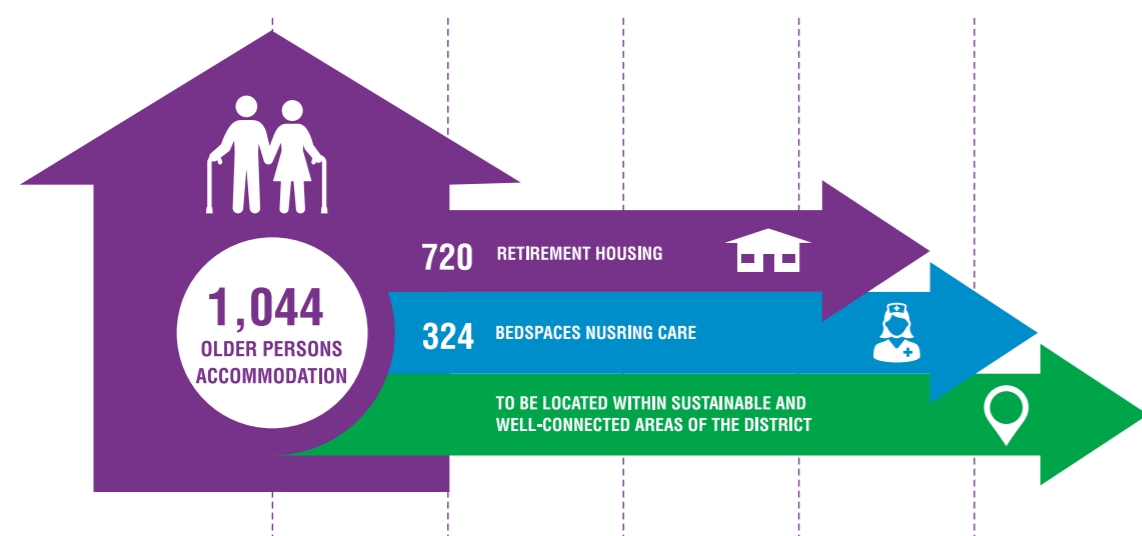 1,044
OLDER PERSONS
ACCOMMODATION
720 RETIREMENT HOUSING
324 BEDSPACES NUSRING CARE
TO BE LOCATED WITHIN SUSTAINABLE AND
WELL-CONNECTED AREAS OF THE DISTRICT